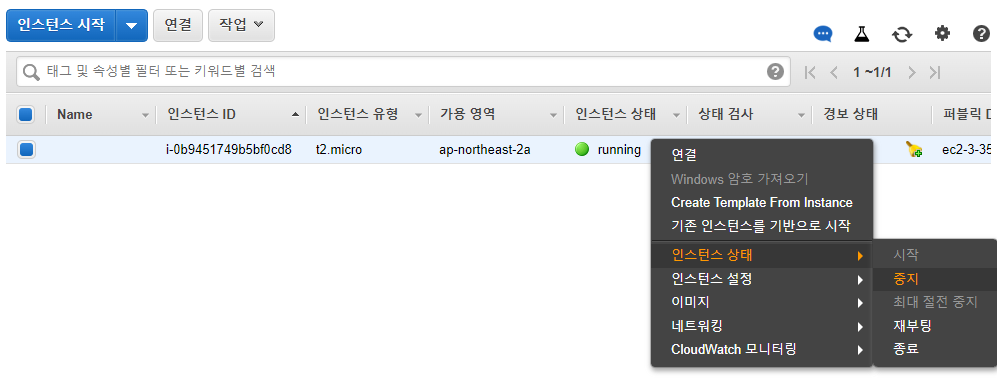 인스턴스 시작 연결 작업
태그 및 속성별 필터 또는 키워드별 검색 1 ~1/1
Name 인스턴스 ID 인스턴스 유형 가용 영역 인스턴스 상태 상태 검사 경보 상태 퍼블릭 D
i-0b9451749b5bf0cd8 t2.micro ap-northeast-2a running ec2-3-35
연결
Windows 암호 가져오기
Create Template From Instance
기존 인스턴스를 기반으로 시작
인스턴스 상태
인스턴스 설정
이미지
네트워킹
CloudWatch 모니터링
시작
중지
최대 절전 중지
재부팅
종료